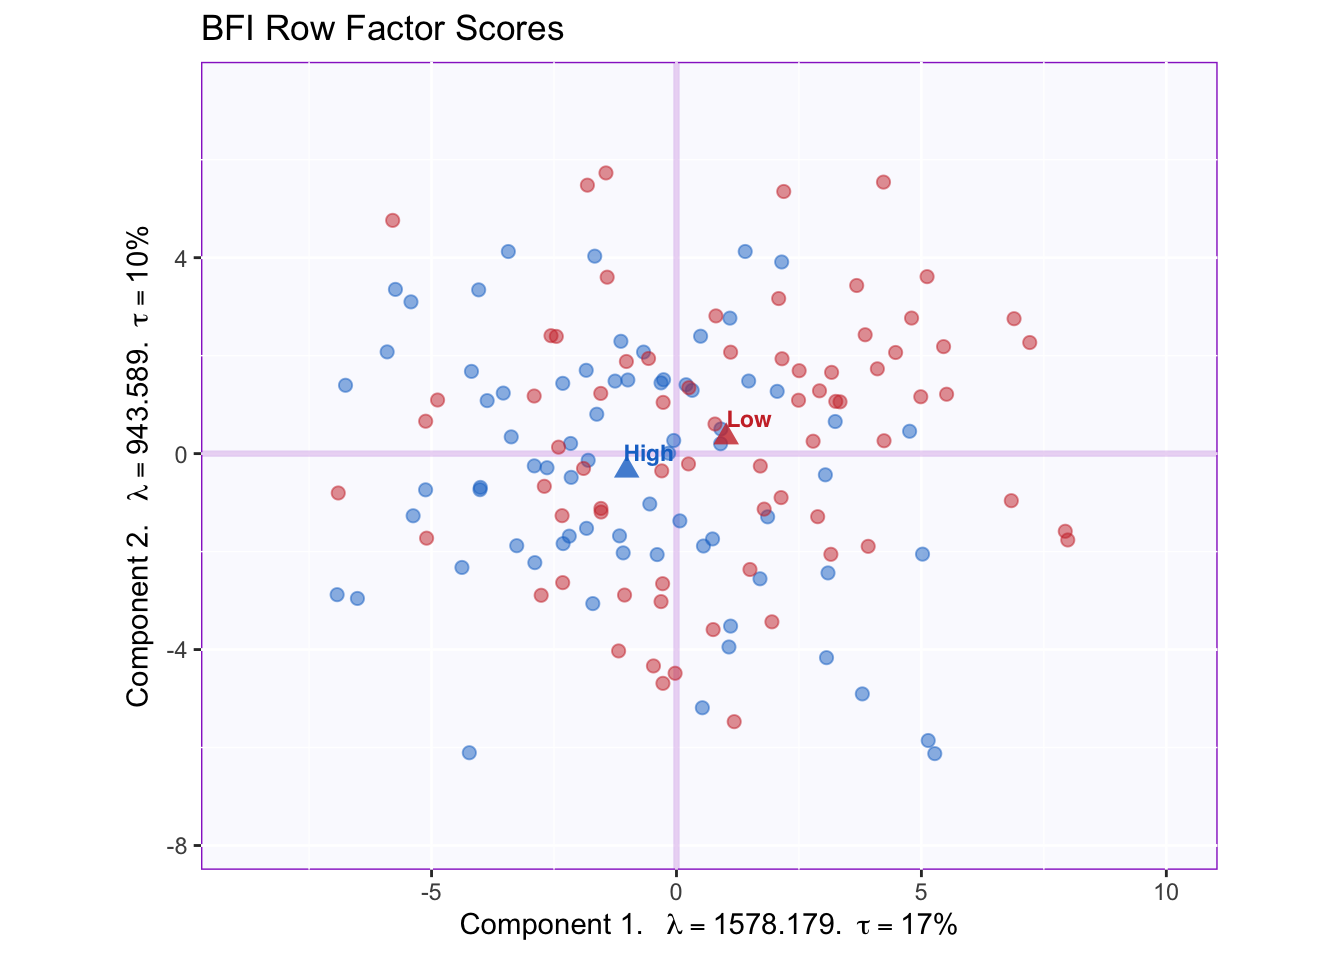 BFI Row Factor Scores
Component 2.   λ = 943.589.  τ = 10%
4
0
-4
-8
Low
High
-5
0
5
10
Component 1.   λ = 1578.179.  τ = 17%